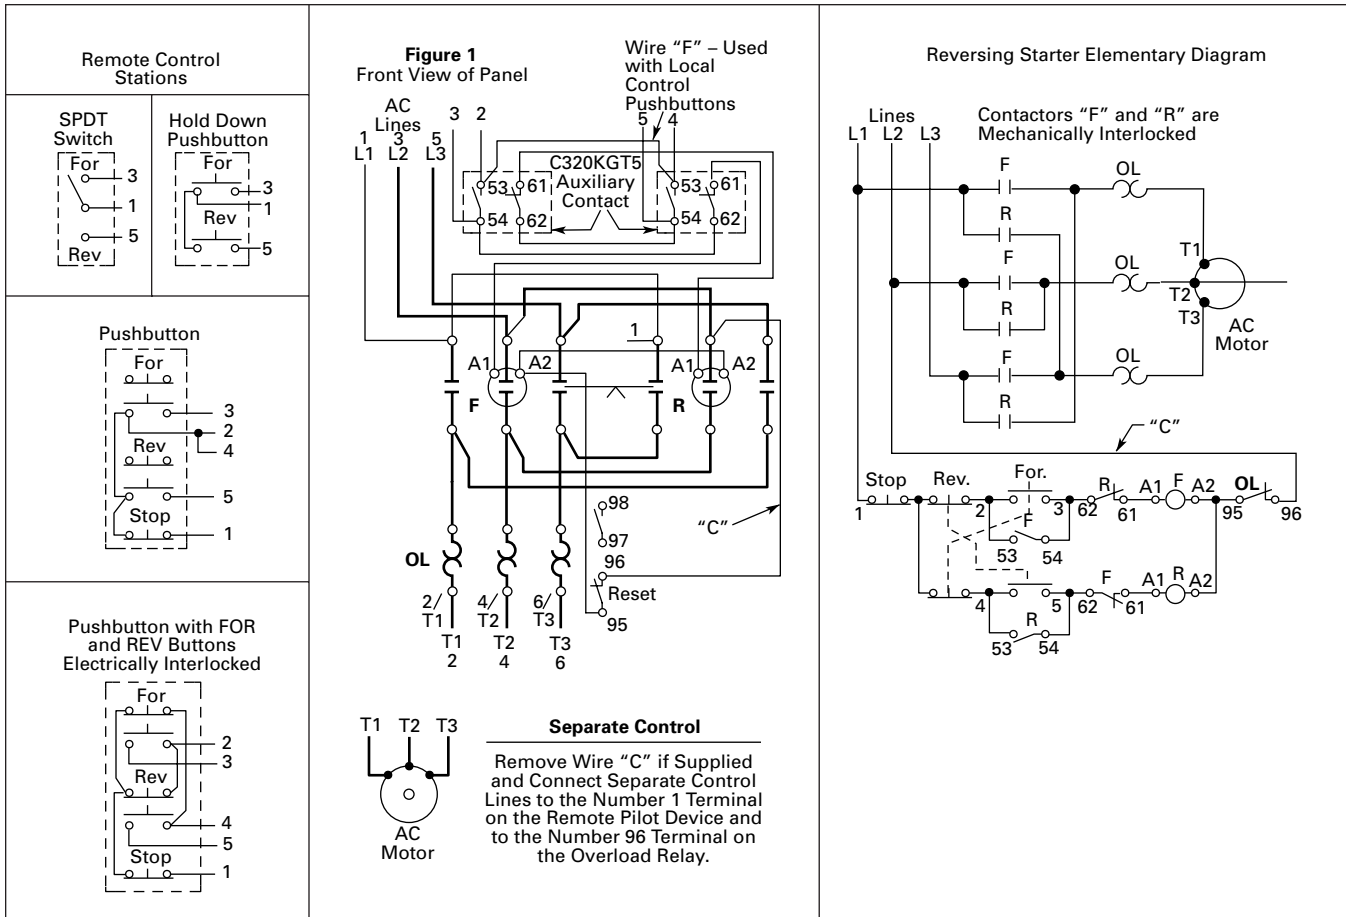 Remote Control
Stations
SPDT
Switch
For
3
1
5
Rev
Hold Down
Pushbutton
For
3
1
Rev
5
Pushbutton
For
3
2
Rev
4
5
Stop
1
Pushbutton with FOR
and REV Buttons
Electrically Interlocked
For
2
3
Rev
4
5
Stop
1
Figure 1
Front View of Panel
Wire “F” – Used
with Local
Control
Pushbuttons
AC
Lines
1 3 5
L1 L2 L3
3 2
5 4
C320KGT5
Auxiliary
Contact
53 61
54 62
53 61
54 62
1
A1 A2
F
A1 A2
R
“C”
98
97
96
Reset
95
OL
2/ 4/ 6/
T1 T2 T3
T1 T2 T3
2 4 6
T1 T2 T3
AC
Motor
Separate Control
Remove Wire “C” if Supplied
and Connect Separate Control
Lines to the Number 1 Terminal
on the Remote Pilot Device and
to the Number 96 Terminal on
the Overload Relay.
Reversing Starter Elementary Diagram
Lines
L1 L2 L3
Contactors “F” and “R” are
Mechanically Interlocked
F OL
R
F OL
R
F OL
R
T1
T2
T3
AC
Motor
“C”
Stop Rev. For. R A1 F A2 OL
1 2 3 62 61 95 96
F
53 54
F A1 R A2
4 5 62 61
R
53 54